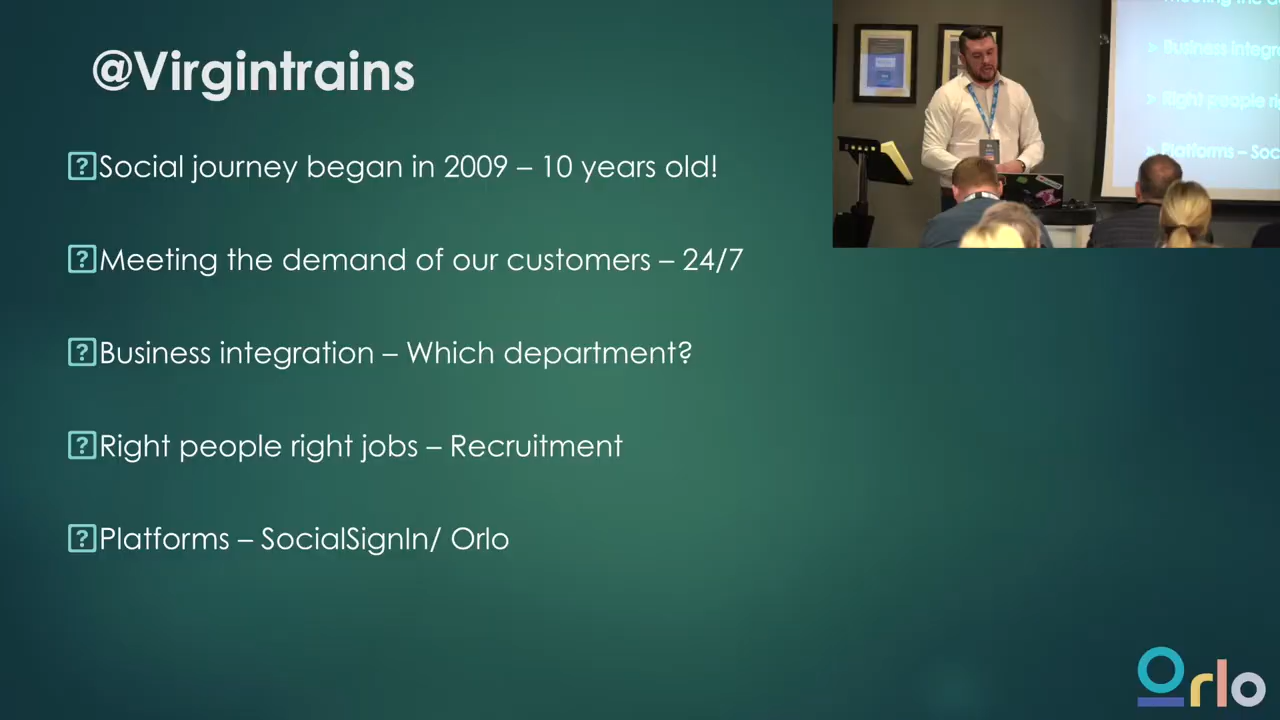 @Virgintrains
Social journey began in 2009 – 10 years old!
Meeting the demand of our customers – 24/7
Business integration – Which department?
Right people right jobs – Recruitment
Platforms – SocialSignIn/ Orlo
Business integr
Right people ri
Platforms – Soc
Orlo